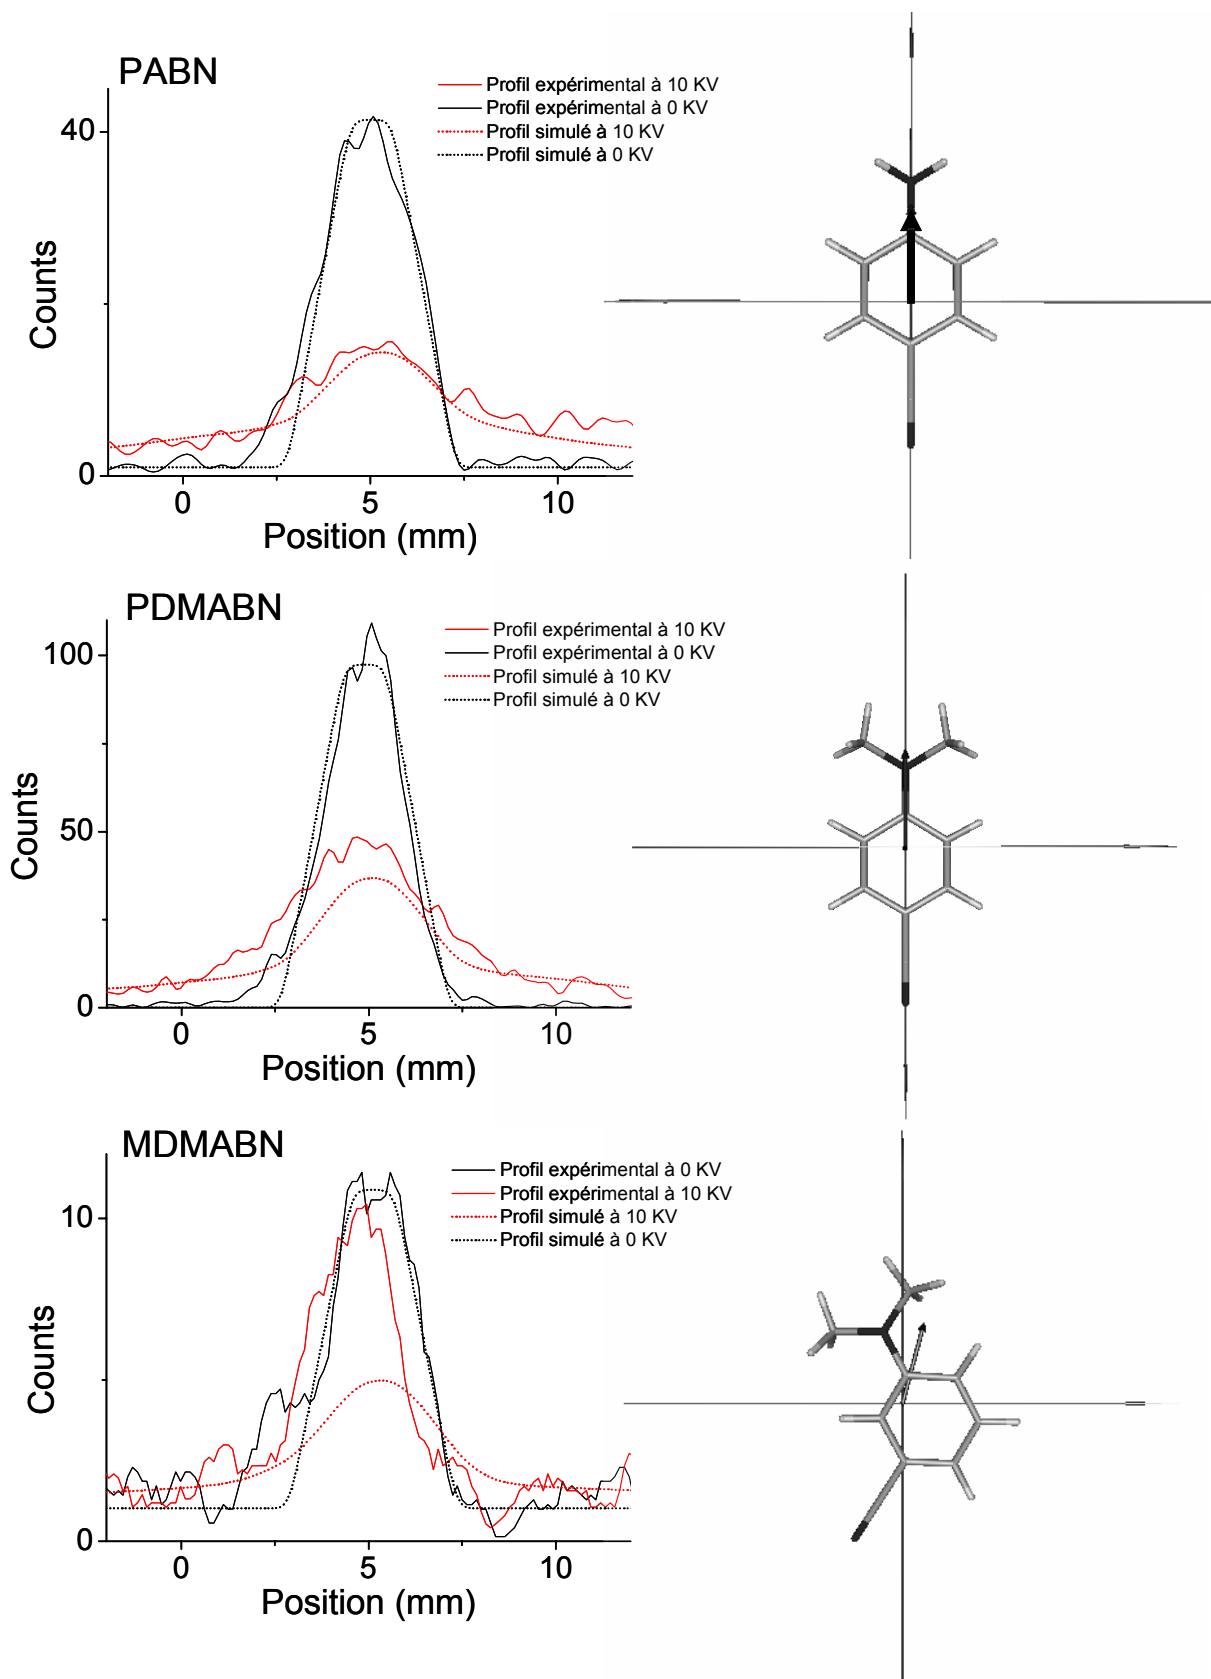 PABN
Profil expérimental à 10 KV
Profil expérimental à 0 KV
Profil simulé à 10 KV
Profil simulé à 0 KV
40
0
Counts
0 5 10
Position (mm)
PDMABN
Profil expérimental à 10 KV
Profil expérimental à 0 KV
Profil simulé à 10 KV
Profil simulé à 0 KV
100
50
0
Counts
0 5 10
Position (mm)
MDMABN
Profil expérimental à 0 KV
Profil expérimental à 10 KV
Profil simulé à 10 KV
Profil simulé à 0 KV
10
0
Counts
0 5 10
Position (mm)